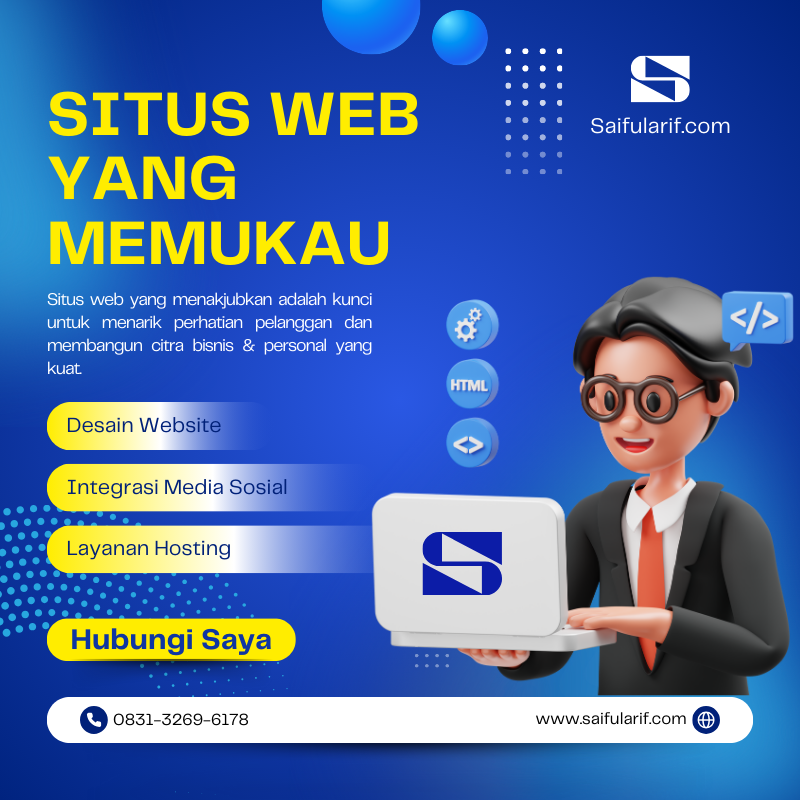 SITUS WEB
YANG
MEMUKAU
Saifularif.com
Situs web yang menakjubkan adalah kunci
untuk menarik perhatian pelanggan dan
membangun citra bisnis & personal yang
kuat.
HTML
</>
<>
Desain Website
Integrasi Media Sosial
Layanan Hosting
Hubungi Saya
0831-3269-6178
www.saifularif.com